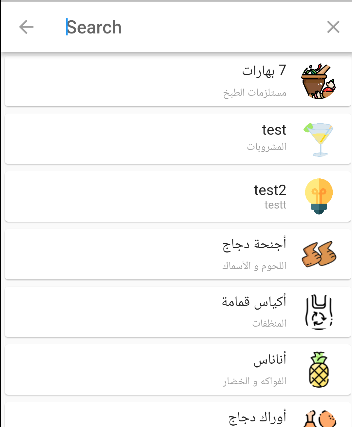 Search
7 بهارات
مستلزمات الطبخ
test
المشروبات
test2
testt
أجنحة دجاج
اللحوم و الاسماك
أكياس قمامة
المنظفات
أناناس
الفواكه و الخضار
أوراك دجاج